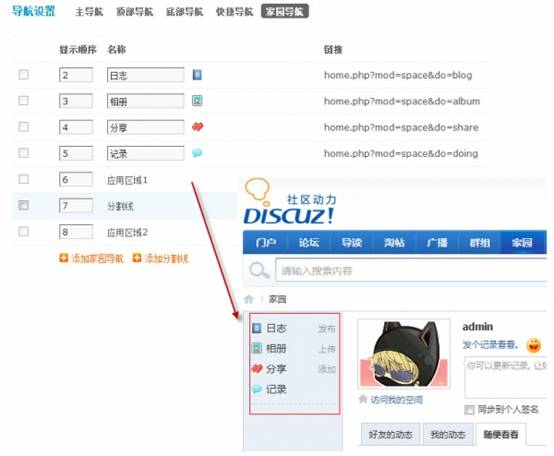 导航设置 主导航 顶部导航 底部导航 快捷导航 家园导航
显示顺序 名称 链接
2 日志 home.php?mod=space&do=blog
3 相册 home.php?mod=space&do=album
4 分享 home.php?mod=space&do=share
5 记录 home.php?mod=space&do=doing
6 应用区域1
7 分割线
8 应用区域2
添加家园导航 添加分割线
社区动力
DISCUZ!
门户 论坛 导读 淘帖 广播 群组 家园
请输入搜索内容
家园
日志 发布
相册 上传
分享 添加
记录
admin
发个记录看看。
你可以更新记录, 让好
访问我的空间
同步到个人签名
好友的动态 我的动态 随便看看